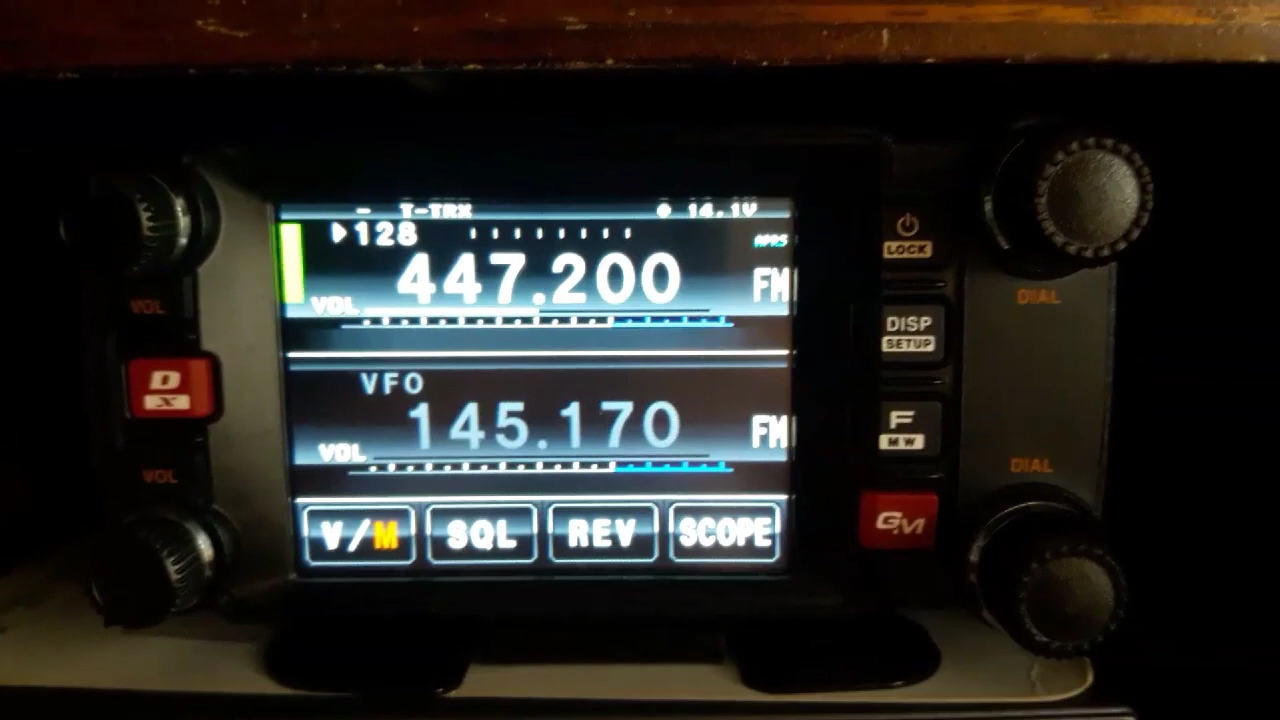 − T-TRX 14.1V
128
APRS
447.200 FM
VOL
VFO
145.170 FM
VOL
V/M SQL REV SCOPE
VOL
D
X
VOL
LOCK
DISP
SETUP
F
MW
GM
DIAL
DIAL